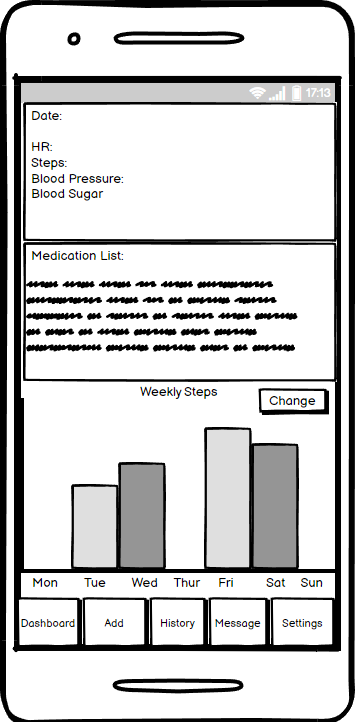 17:13
Date:
HR:
Steps:
Blood Pressure:
Blood Sugar
Medication List:
Weekly Steps
Change
Mon Tue Wed Thur Fri Sat Sun
Dashboard Add History Message Settings